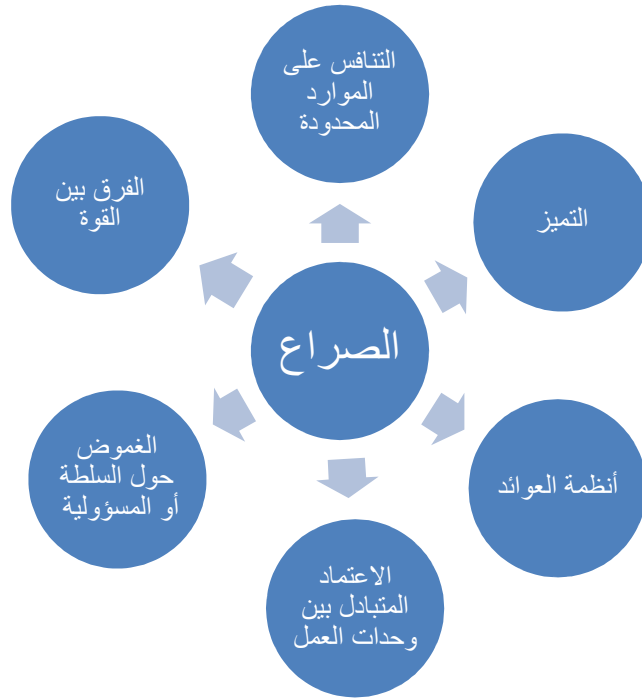 التنافس على
الموارد
المحدودة
التميز
أنظمة العوائد
الاعتماد
المتبادل بين
وحدات العمل
الغموض
حول السلطة
أو المسؤولية
الفرق بين
القوة
الصراع